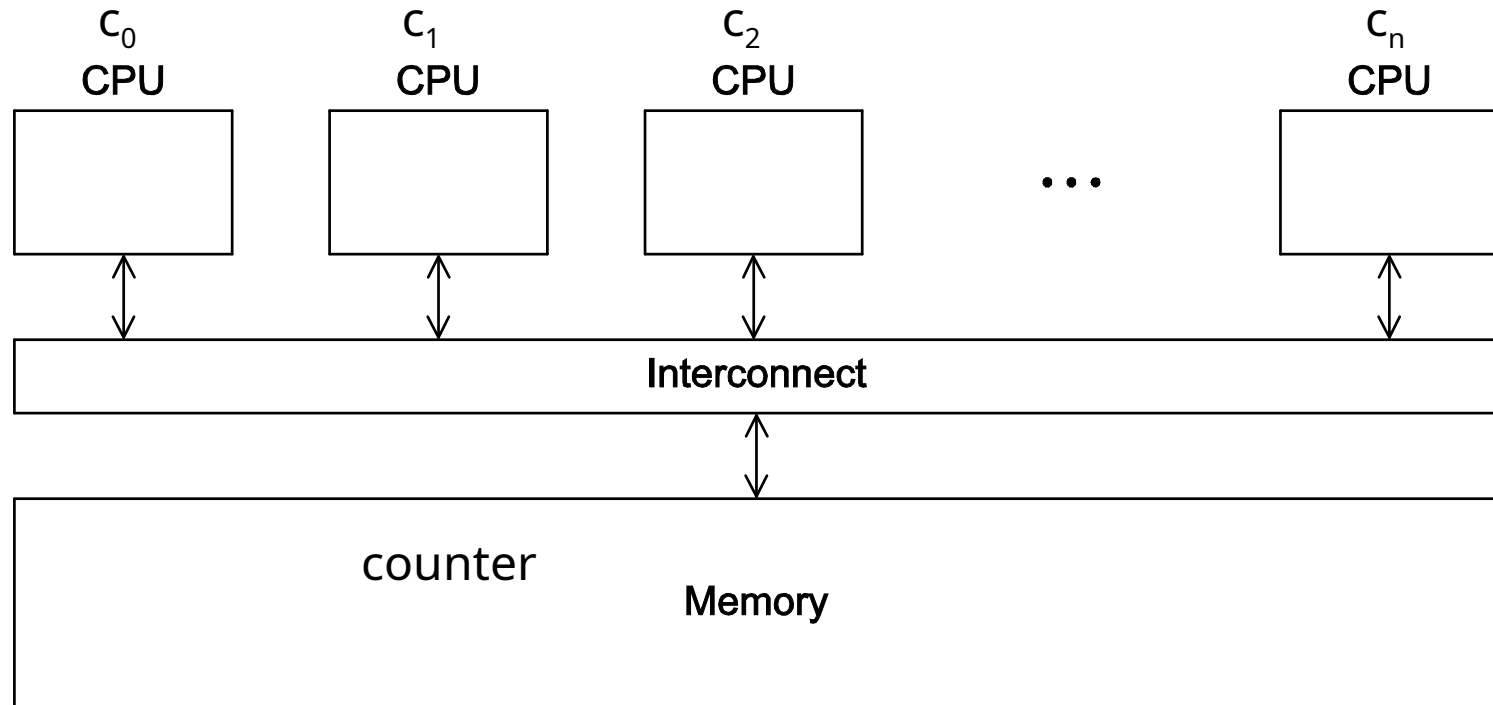 c₀ c₁ c₂ cₙ
CPU CPU CPU CPU
...
Interconnect
counter
Memory